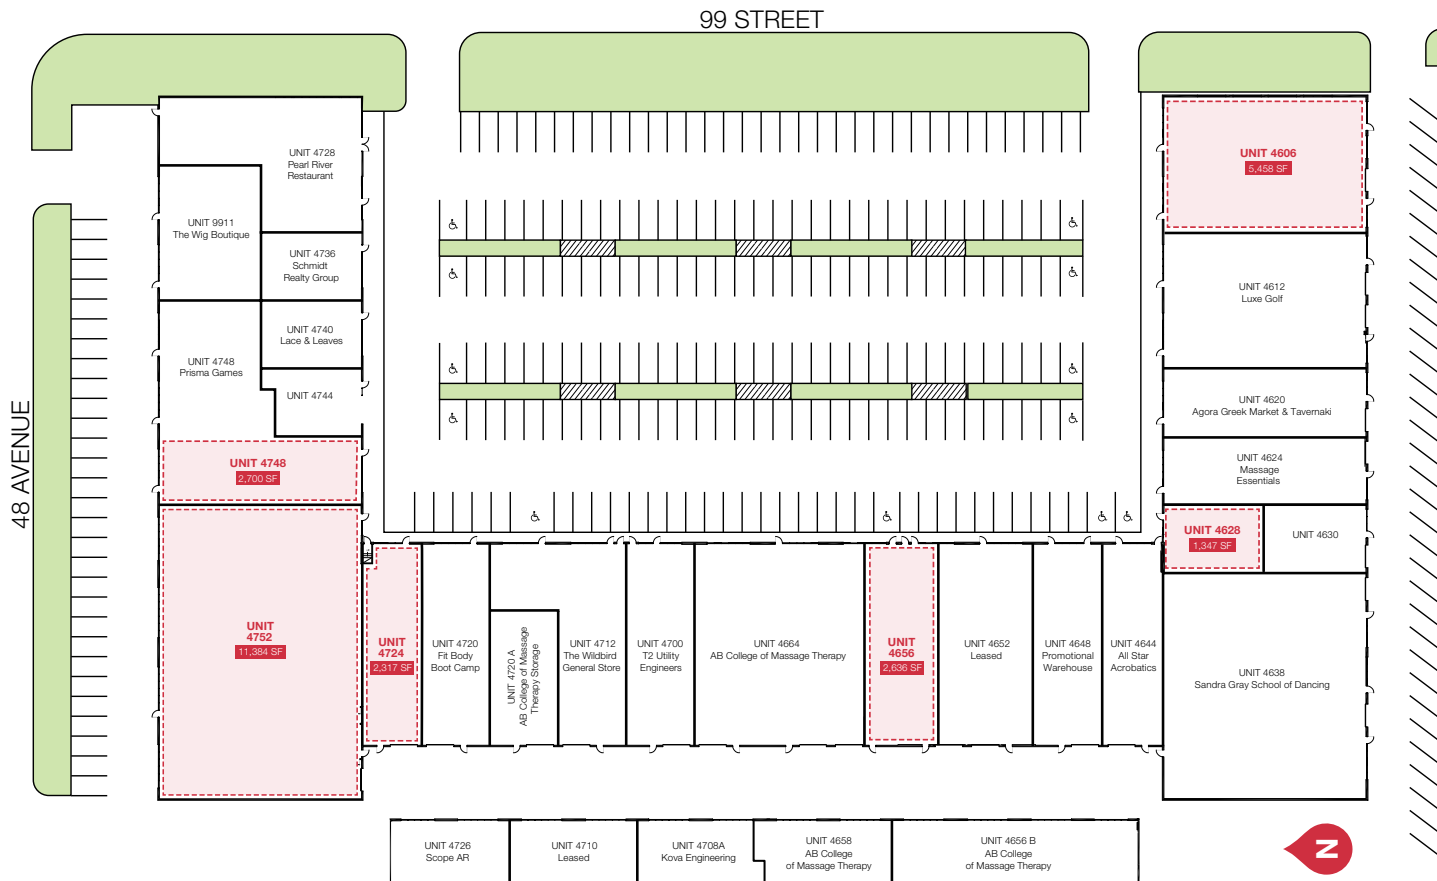 99 STREET
48 AVENUE
UNIT 4728
Pearl River
Restaurant
UNIT 9911
The Wig Boutique
UNIT 4736
Schmidt
Realty Group
UNIT 4740
Lace & Leaves
UNIT 4748
Prisma Games
UNIT 4744
UNIT 4748
2,700 SF
UNIT
4752
11,384 SF
UNIT
4724
2,317 SF
UNIT 4720
Fit Body
Boot Camp
UNIT 4720 A
AB College of Massage
Therapy Storage
UNIT 4712
The Wildbird
General Store
UNIT 4700
T2 Utility
Engineers
UNIT 4664
AB College of Massage Therapy
UNIT
4656
2,636 SF
UNIT 4652
Leased
UNIT 4648
Promotional
Warehouse
UNIT 4644
All Star
Acrobatics
UNIT 4606
5,458 SF
UNIT 4612
Luxe Golf
UNIT 4620
Agora Greek Market & Tavernaki
UNIT 4624
Massage
Essentials
UNIT 4628
1,347 SF
UNIT 4630
UNIT 4638
Sandra Gray School of Dancing
UNIT 4726
Scope AR
UNIT 4710
Leased
UNIT 4708A
Kova Engineering
UNIT 4658
AB College
of Massage Therapy
UNIT 4656 B
AB College
of Massage Therapy
N